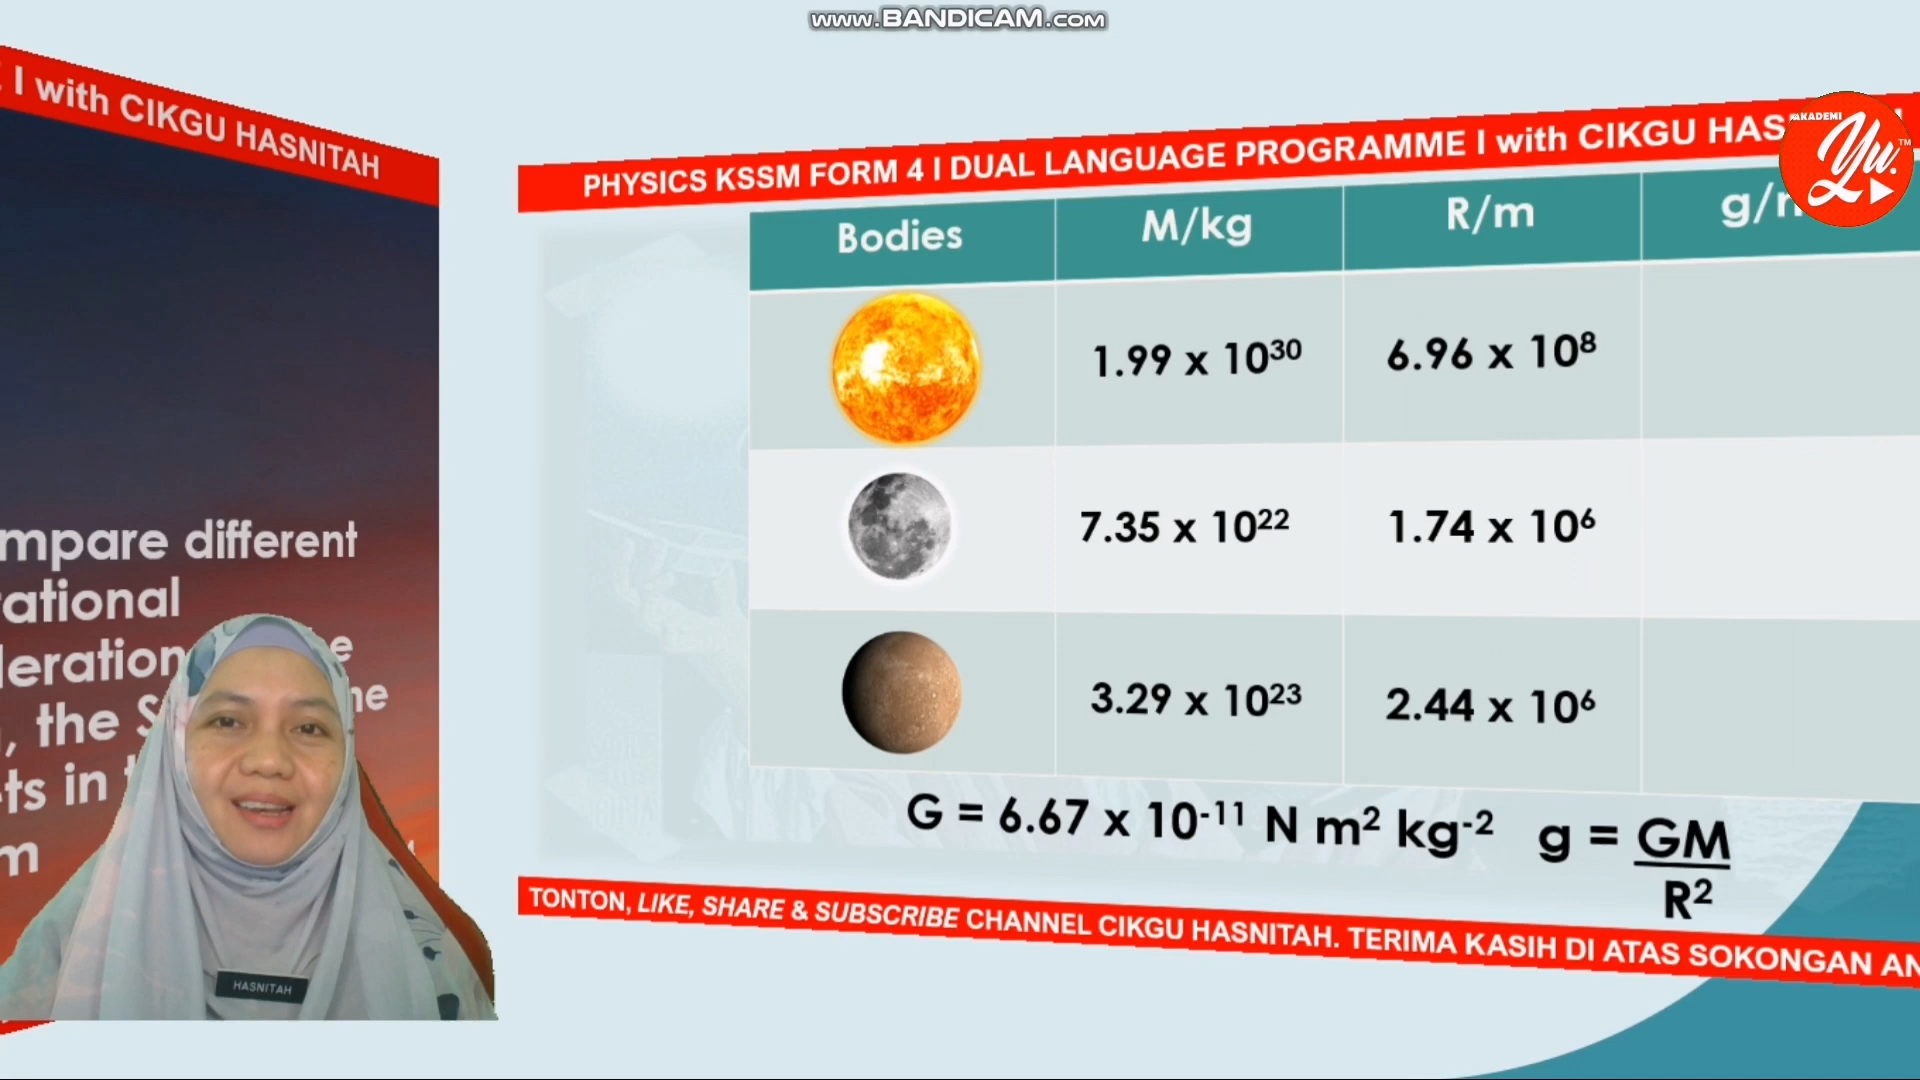 www.BANDICAM.com
I with CIKGU HASNITAH
mpare different
ational
leration
e
, the S
he
ts in t
m
HASNITAH
PHYSICS KSSM FORM 4 I DUAL LANGUAGE PROGRAMME I with CIKGU HAS
AKADEMI
Yu.
TM
Bodies M/kg R/m g/
1.99 x 10³⁰ 6.96 x 10⁸
7.35 x 10²² 1.74 x 10⁶
3.29 x 10²³ 2.44 x 10⁶
G = 6.67 x 10⁻¹¹ N m² kg⁻² g = GM
R²
TONTON, LIKE, SHARE & SUBSCRIBE CHANNEL CIKGU HASNITAH. TERIMA KASIH DI ATAS SOKONGAN AN